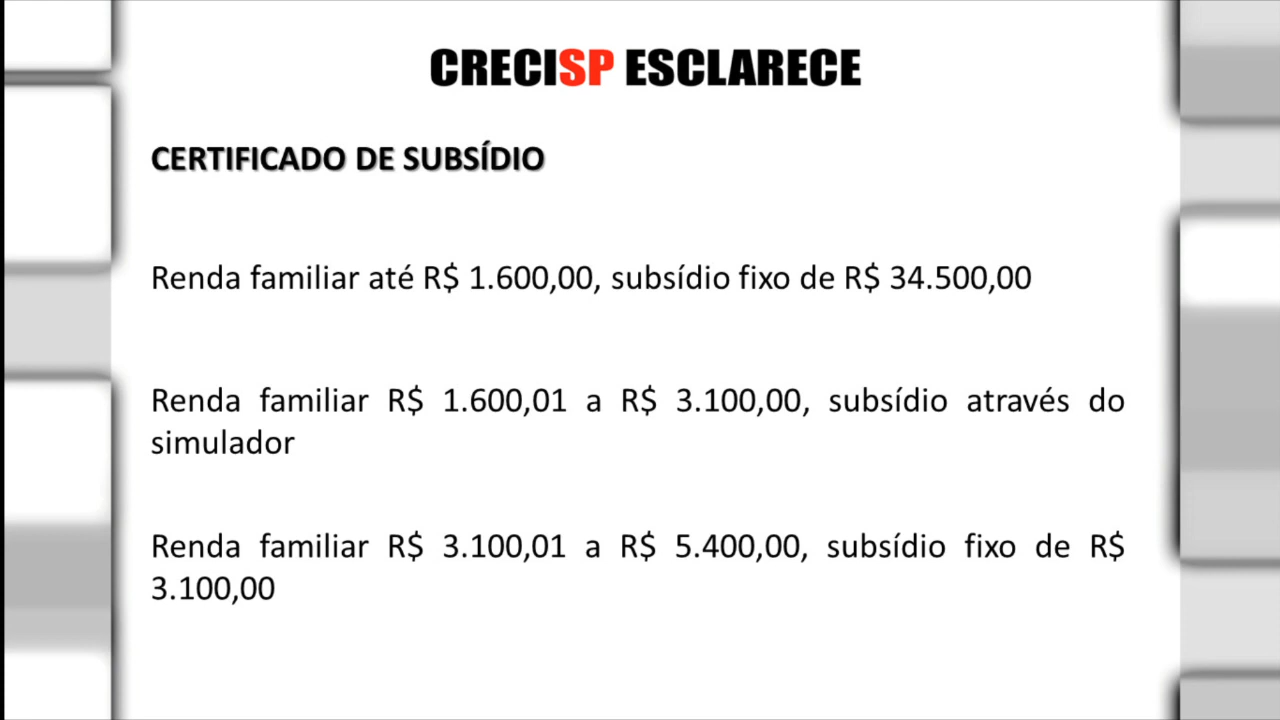 CRECISP ESCLARECE
CERTIFICADO DE SUBSÍDIO
Renda familiar até R$ 1.600,00, subsídio fixo de R$ 34.500,00
Renda familiar R$ 1.600,01 a R$ 3.100,00, subsídio através do
simulador
Renda familiar R$ 3.100,01 a R$ 5.400,00, subsídio fixo de R$
3.100,00